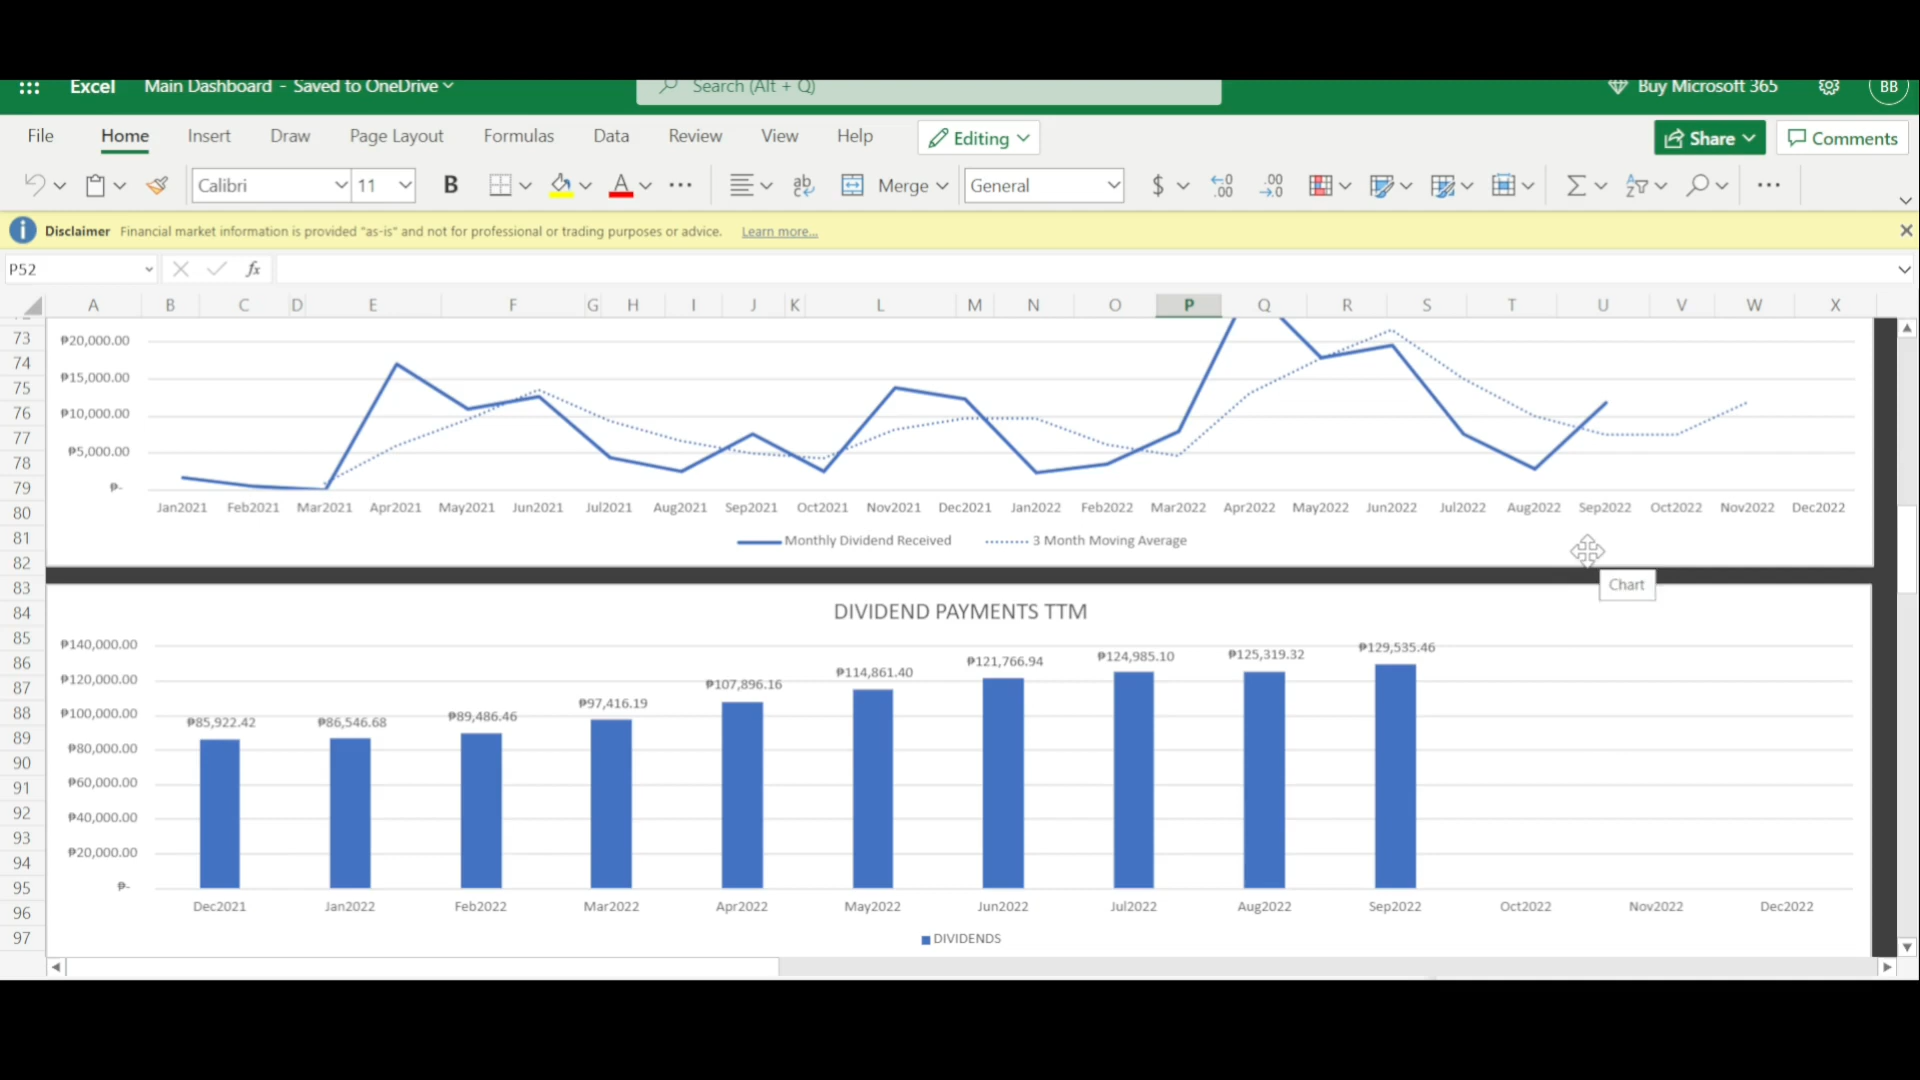 Excel Main Dashboard - Saved to OneDrive Search (Alt + Q) Buy Microsoft 365 BB
File Home Insert Draw Page Layout Formulas Data Review View Help Editing Share Comments
Calibri 11 B A ab Merge General $ .00 .00
Disclaimer Financial market information is provided "as-is" and not for professional or trading purposes or advice. Learn more...
P52 fx
A B C D E F G H I J K L M N O P Q R S T U V W X
73 ₱20,000.00
74 ₱15,000.00
75
76 ₱10,000.00
77 ₱5,000.00
78
79 ₱-
80 Jan2021 Feb2021 Mar2021 Apr2021 May2021 Jun2021 Jul2021 Aug2021 Sep2021 Oct2021 Nov2021 Dec2021 Jan2022 Feb2022 Mar2022 Apr2022 May2022 Jun2022 Jul2022 Aug2022 Sep2022 Oct2022 Nov2022 Dec2022
81 Monthly Dividend Received 3 Month Moving Average
82
83 Chart
84 DIVIDEND PAYMENTS TTM
85 ₱140,000.00 ₱129,535.46
86 ₱121,766.94 ₱124,985.10 ₱125,319.32
87 ₱120,000.00 ₱107,896.16 ₱114,861.40
88 ₱100,000.00 ₱85,922.42 ₱86,546.68 ₱89,486.46 ₱97,416.19
89 ₱80,000.00
90
91 ₱60,000.00
92 ₱40,000.00
93
94 ₱20,000.00
95 ₱-
96 Dec2021 Jan2022 Feb2022 Mar2022 Apr2022 May2022 Jun2022 Jul2022 Aug2022 Sep2022 Oct2022 Nov2022 Dec2022
97 DIVIDENDS